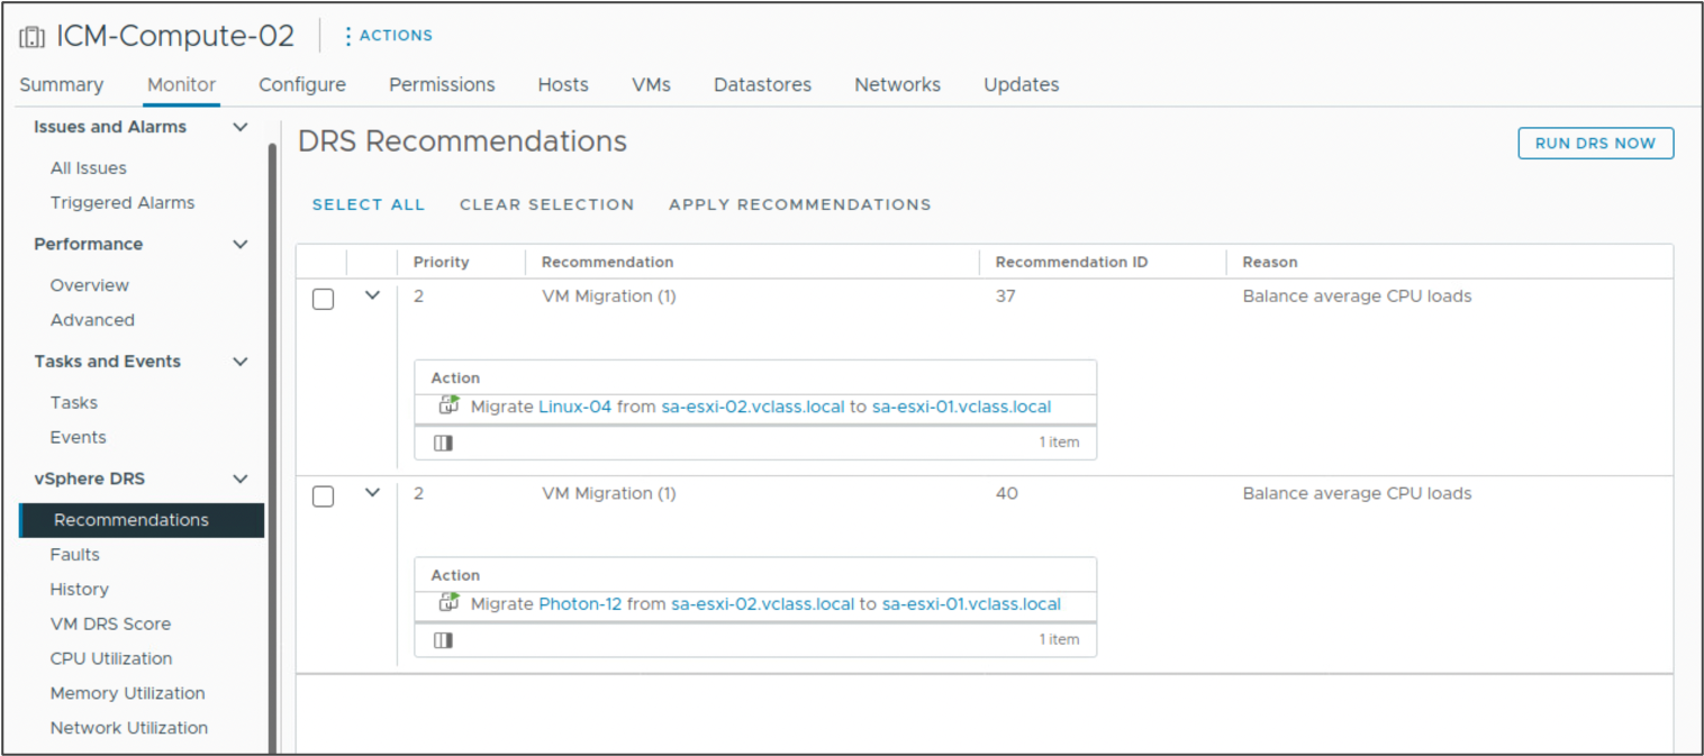 ICM-Compute-02
ACTIONS
Summary Monitor Configure Permissions Hosts VMs Datastores Networks Updates
Issues and Alarms
All Issues
Triggered Alarms
Performance
Overview
Advanced
Tasks and Events
Tasks
Events
vSphere DRS
Recommendations
Faults
History
VM DRS Score
CPU Utilization
Memory Utilization
Network Utilization
DRS Recommendations
RUN DRS NOW
SELECT ALL CLEAR SELECTION APPLY RECOMMENDATIONS
Priority Recommendation Recommendation ID Reason
2 VM Migration (1) 37 Balance average CPU loads
Action
Migrate Linux-04 from sa-esxi-02.vclass.local to sa-esxi-01.vclass.local
1 item
2 VM Migration (1) 40 Balance average CPU loads
Action
Migrate Photon-12 from sa-esxi-02.vclass.local to sa-esxi-01.vclass.local
1 item